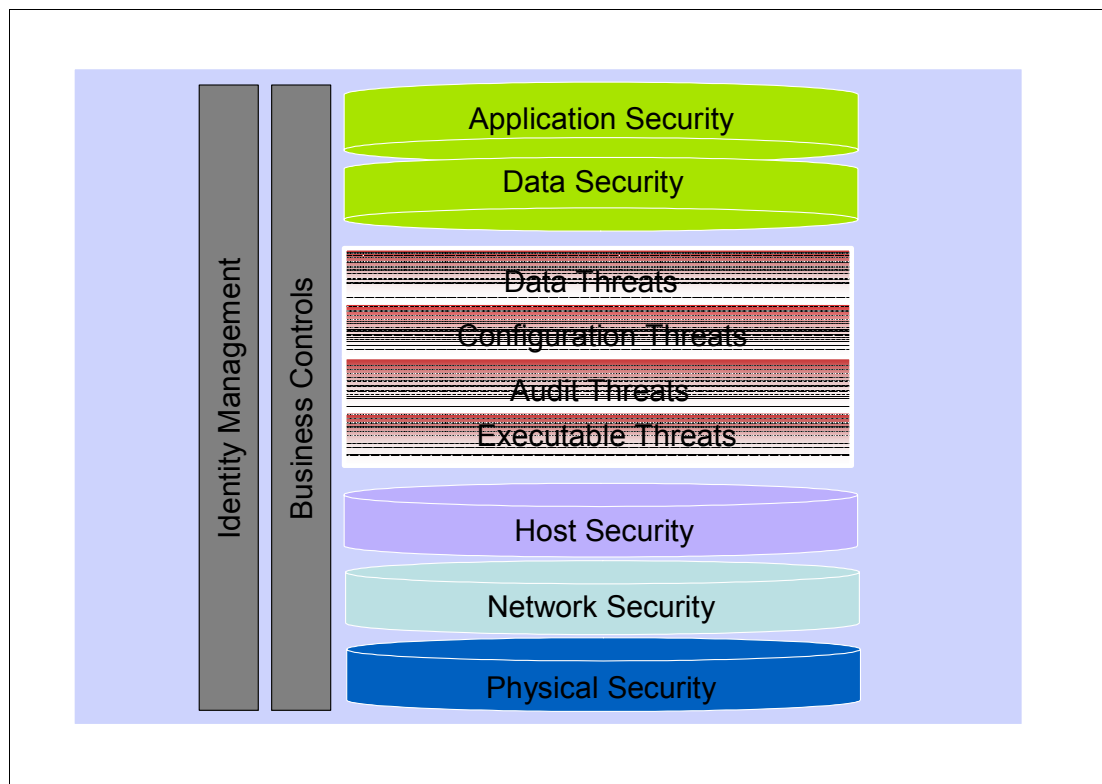 Identity Management
Business Controls
Application Security
Data Security
Data Threats
Configuration Threats
Audit Threats
Executable Threats
Host Security
Network Security
Physical Security